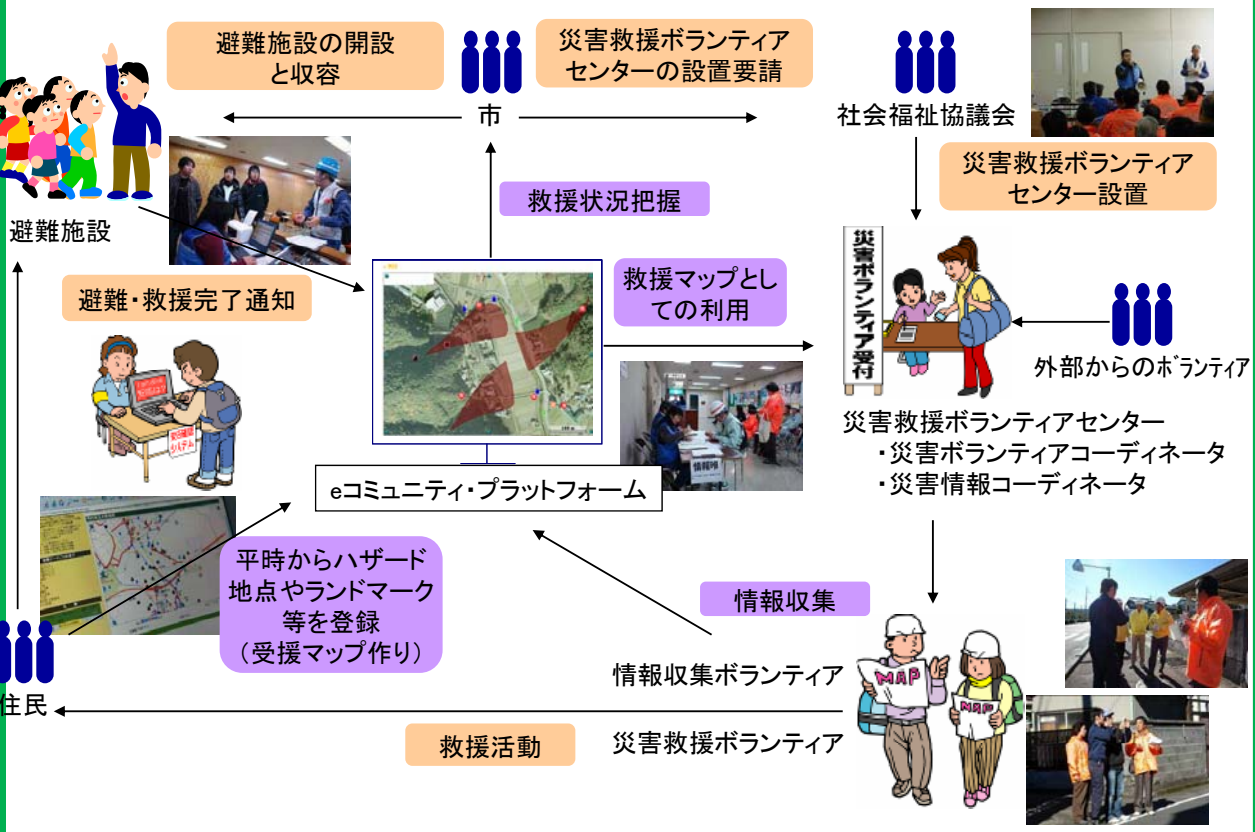 避難施設の開設
と収容
災害救援ボランティア
センターの設置要請
市
社会福祉協議会
災害救援ボランティア
センター設置
救援状況把握
避難施設
避難・救援完了通知
救援マップとし
ての利用
災害ボランティア受付
外部からのボランティア
災害救援ボランティアセンター
・災害ボランティアコーディネータ
・災害情報コーディネータ
システム
情報班
eコミュニティ・プラットフォーム
平時からハザード
地点やランドマーク
等を登録
（受援マップ作り）
情報収集
情報収集ボランティア
MAP
MAP
住民
救援活動
災害救援ボランティア